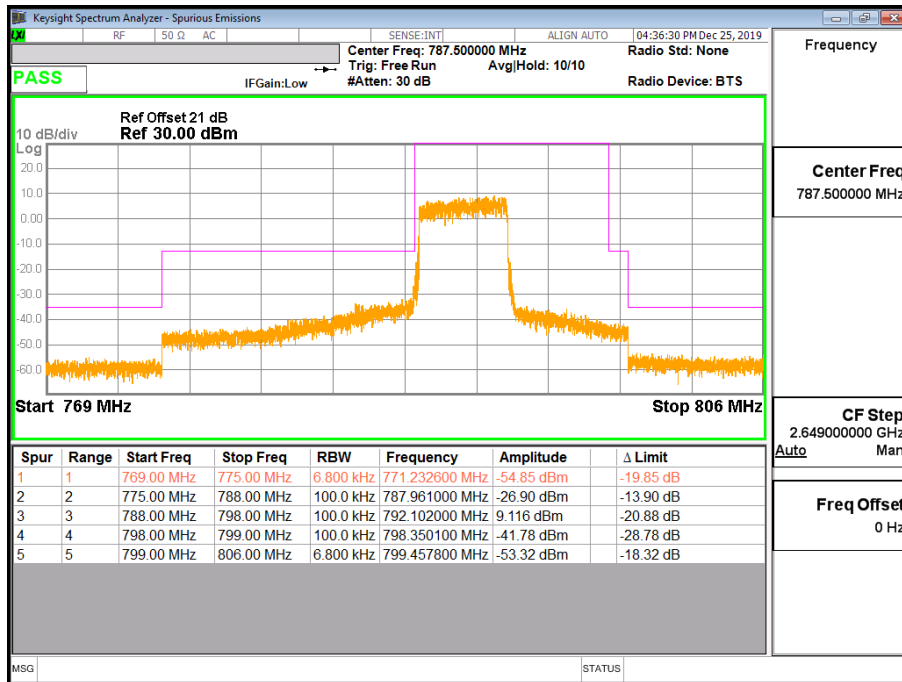 Keysight Spectrum Analyzer - Spurious Emissions
LXI RF 50 Ω AC SENSE:INT ALIGN AUTO 04:36:30 PM Dec 25, 2019
Center Freq: 787.500000 MHz Radio Std: None
Trig: Free Run Avg|Hold: 10/10
PASS IFGain:Low #Atten: 30 dB Radio Device: BTS
Ref Offset 21 dB
10 dB/div Ref 30.00 dBm
Log
20.0
10.0
0.00
-10.0
-20.0
-30.0
-40.0
-50.0
-60.0
Start 769 MHz Stop 806 MHz
Spur Range Start Freq Stop Freq RBW Frequency Amplitude Δ Limit
1 1 769.00 MHz 775.00 MHz 6.800 kHz 771.232600 MHz -54.85 dBm -19.85 dB
2 2 775.00 MHz 788.00 MHz 100.0 kHz 787.961000 MHz -26.90 dBm -13.90 dB
3 3 788.00 MHz 798.00 MHz 100.0 kHz 792.102000 MHz 9.116 dBm -20.88 dB
4 4 798.00 MHz 799.00 MHz 100.0 kHz 798.350100 MHz -41.78 dBm -28.78 dB
5 5 799.00 MHz 806.00 MHz 6.800 kHz 799.457800 MHz -53.32 dBm -18.32 dB
MSG STATUS
Frequency
Center Freq
787.500000 MHz
CF Step
2.649000000 GHz
Auto Man
Freq Offset
0 Hz